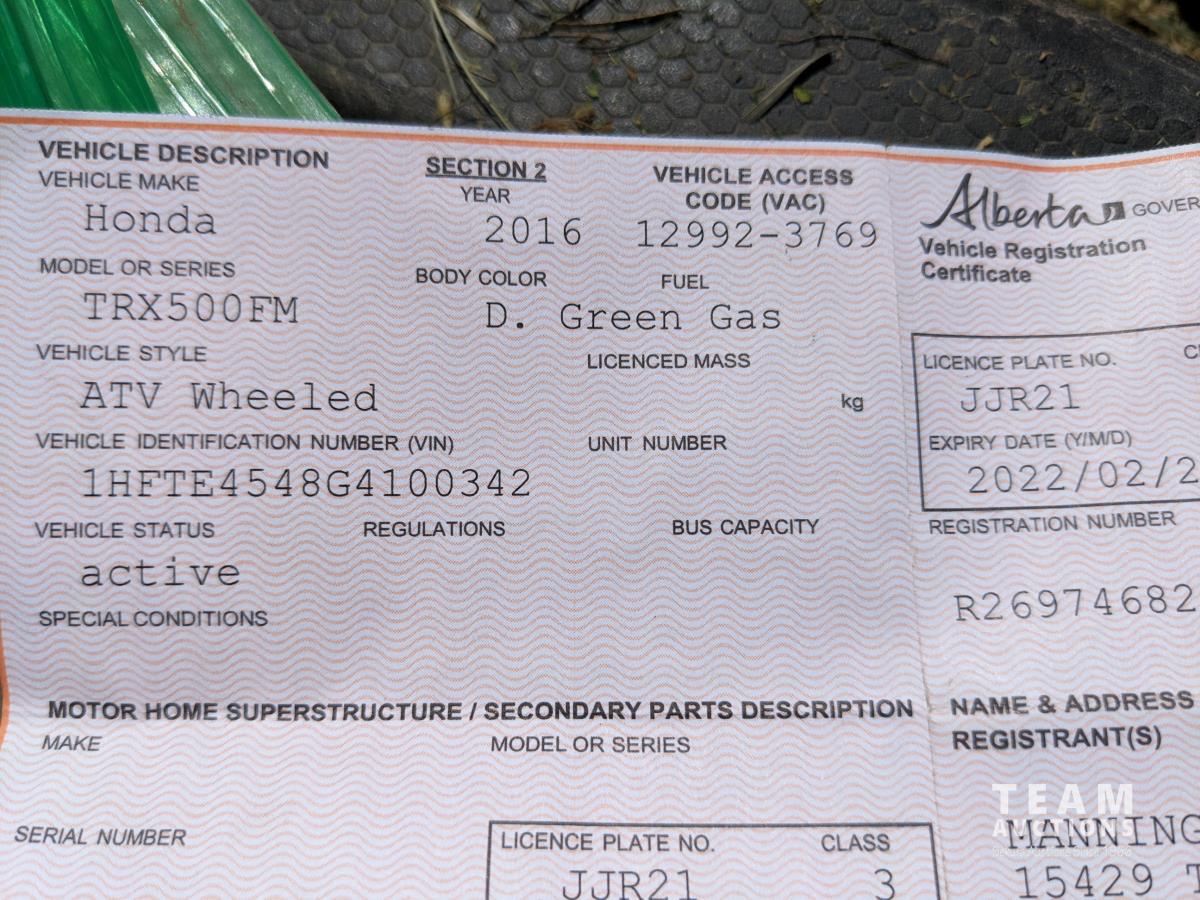 VEHICLE DESCRIPTION
SECTION 2
VEHICLE MAKE
YEAR
VEHICLE ACCESS
CODE (VAC)
Honda
2016
12992-3769
MODEL OR SERIES
BODY COLOR
FUEL
TRX500FM
D. Green Gas
VEHICLE STYLE
LICENCED MASS
ATV Wheeled
kg
VEHICLE IDENTIFICATION NUMBER (VIN)
UNIT NUMBER
1HFTE4548G4100342
VEHICLE STATUS
REGULATIONS
BUS CAPACITY
active
SPECIAL CONDITIONS
MOTOR HOME SUPERSTRUCTURE / SECONDARY PARTS DESCRIPTION
MAKE
MODEL OR SERIES
SERIAL NUMBER
LICENCE PLATE NO.
CLASS
JJR21
3
Alberta GOVER
Vehicle Registration
Certificate
LICENCE PLATE NO.
JJR21
EXPIRY DATE (Y/M/D)
2022/02/2
REGISTRATION NUMBER
R26974682
NAME & ADDRESS
REGISTRANT(S)
TEAM
AUCTIONS
MANNING
15429 T